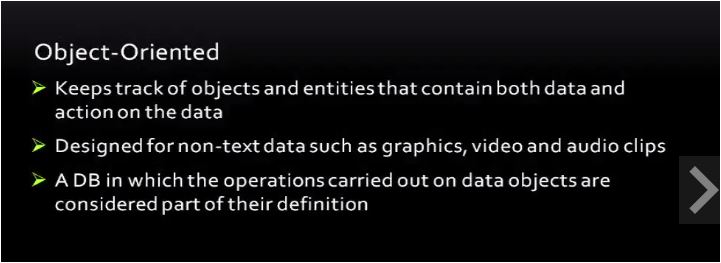 Object-Oriented
Keeps track of objects and entities that contain both data and
action on the data
Designed for non-text data such as graphics, video and audio clips
A DB in which the operations carried out on data objects are
considered part of their definition